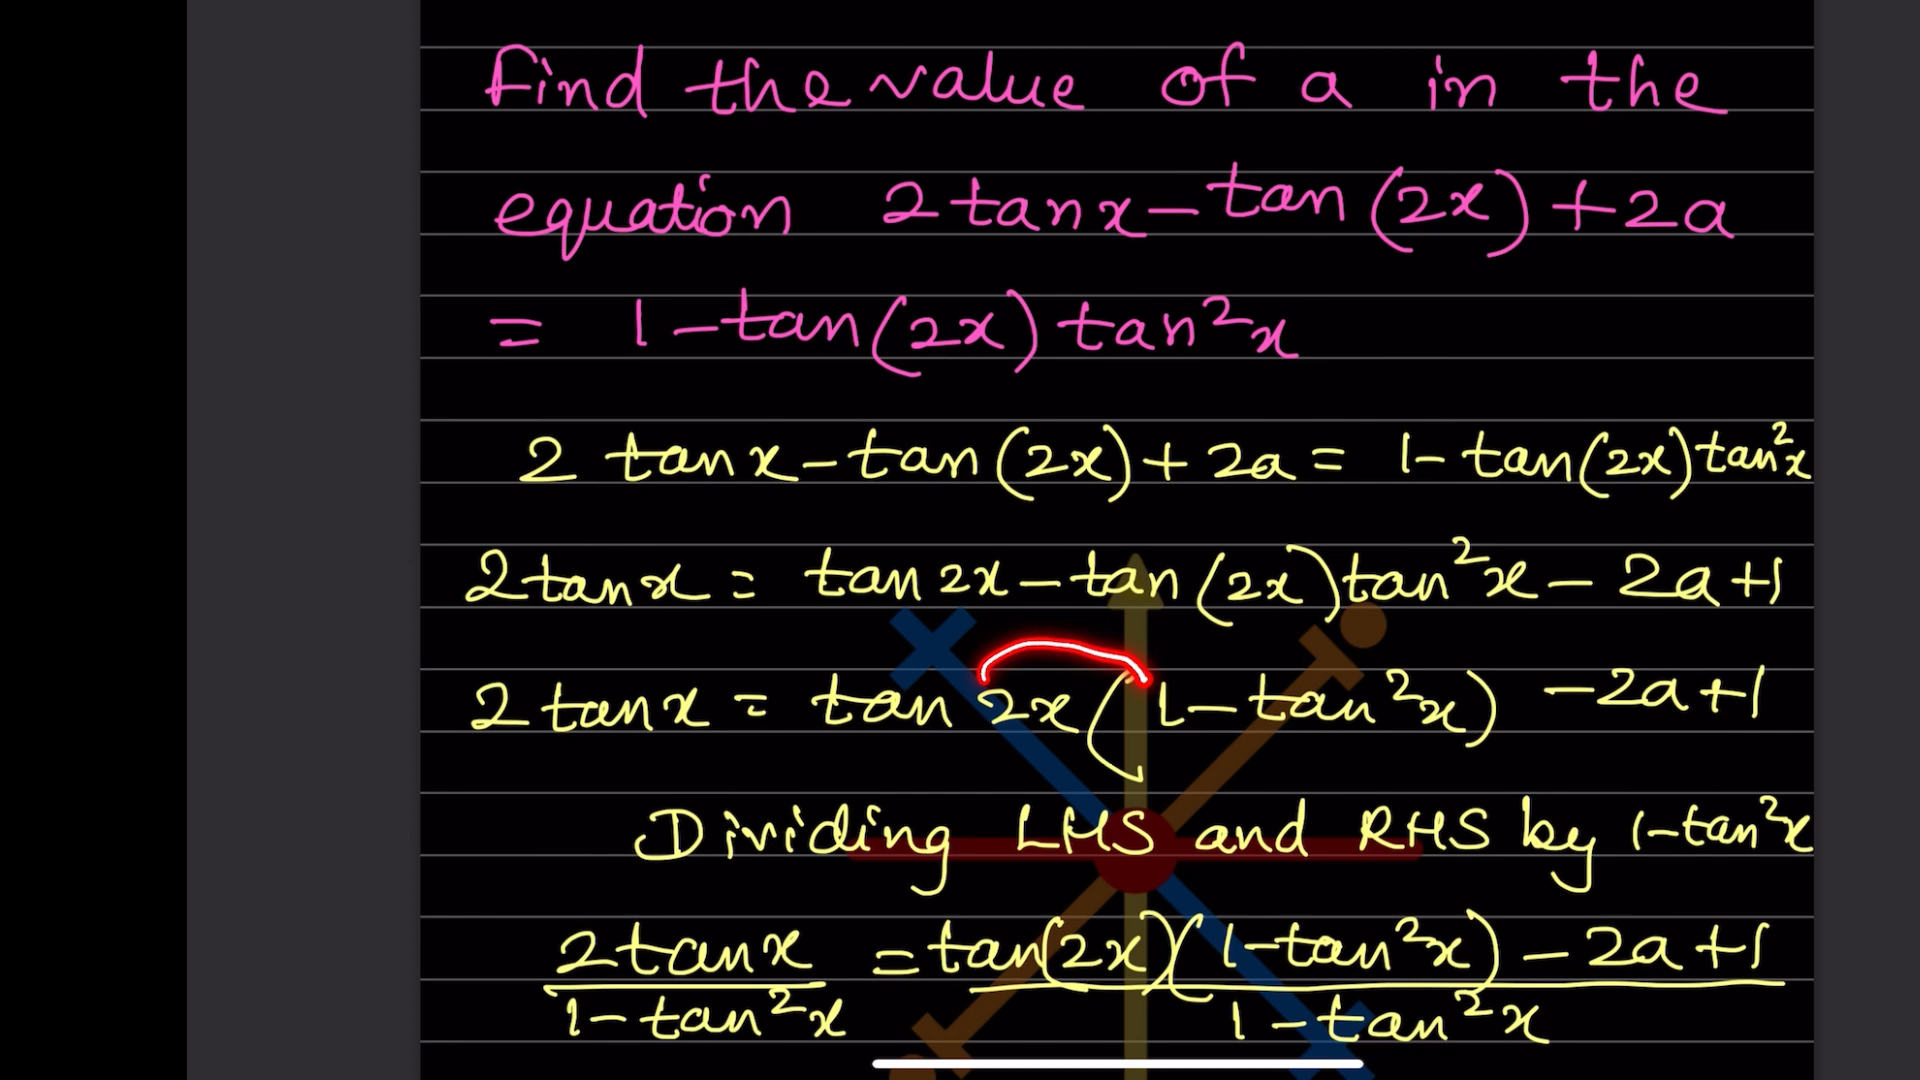 Find the value of a in the
equation 2tanx-tan(2x)+2a
= 1-tan(2x)tan²x
2 tanx-tan(2x)+2a= 1-tan(2x)tan²x
2tanx= tan2x-tan(2x)tan²x-2a+1
2tanx= tan 2x(1-tan²x) -2a+1
Dividing LHS and RHS by 1-tan²x
2tanx/1-tan²x = tan(2x)(1-tan²x)-2a+1/1-tan²x